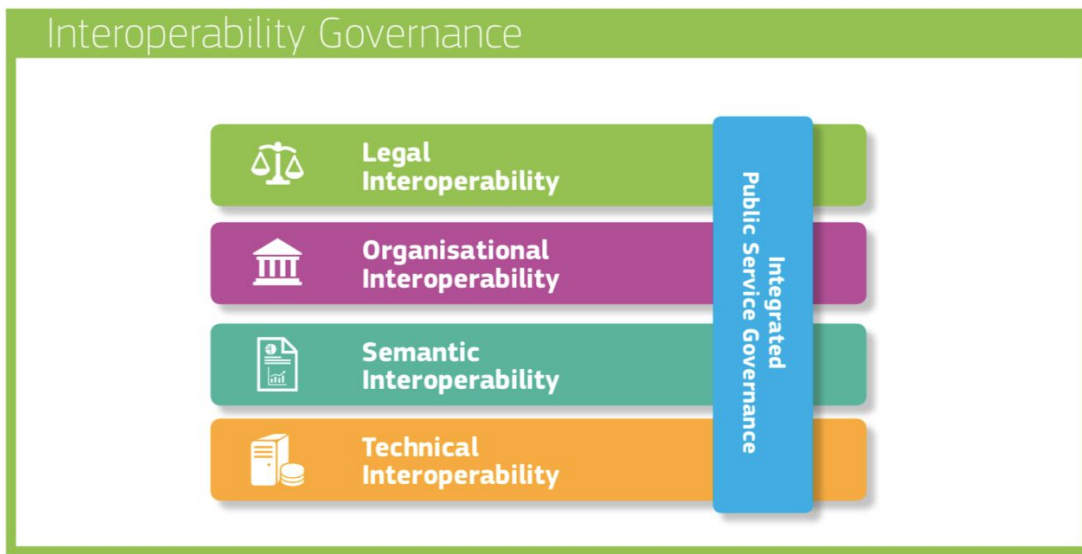 Interoperability Governance
Legal
Interoperability
Organisational
Interoperability
Semantic
Interoperability
Technical
Interoperability
Integrated
Public Service Governance